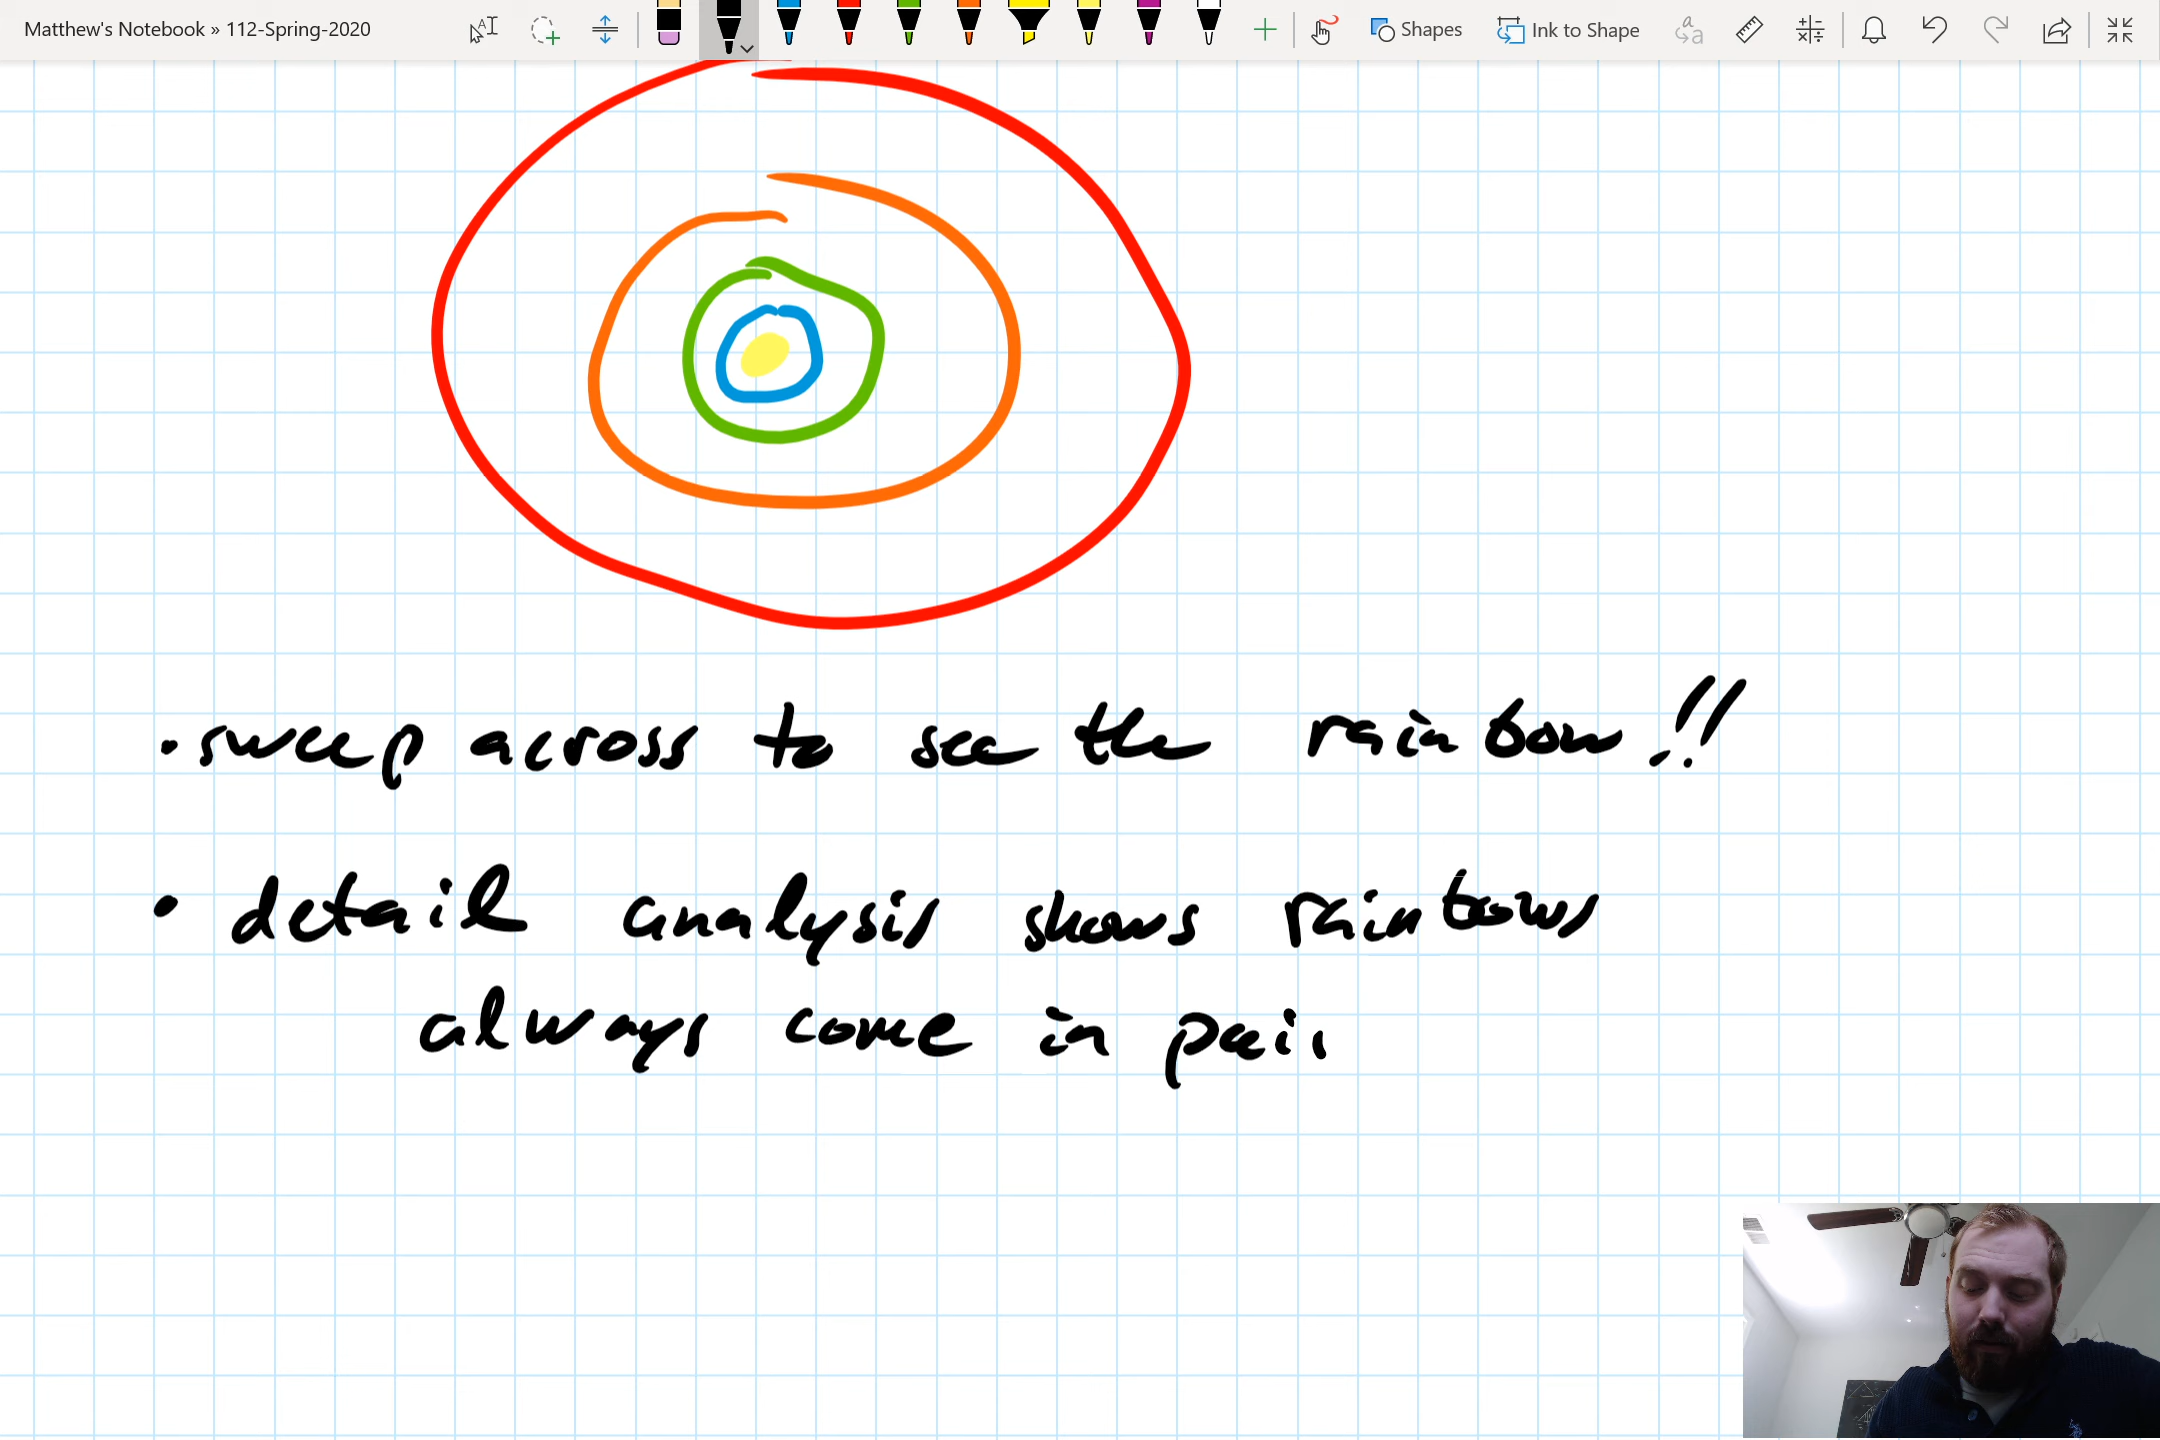 Matthew's Notebook » 112-Spring-2020
Shapes
Ink to Shape
• sweep across to see the rainbow!!
• detail analysis shows rainbows
always come in pair